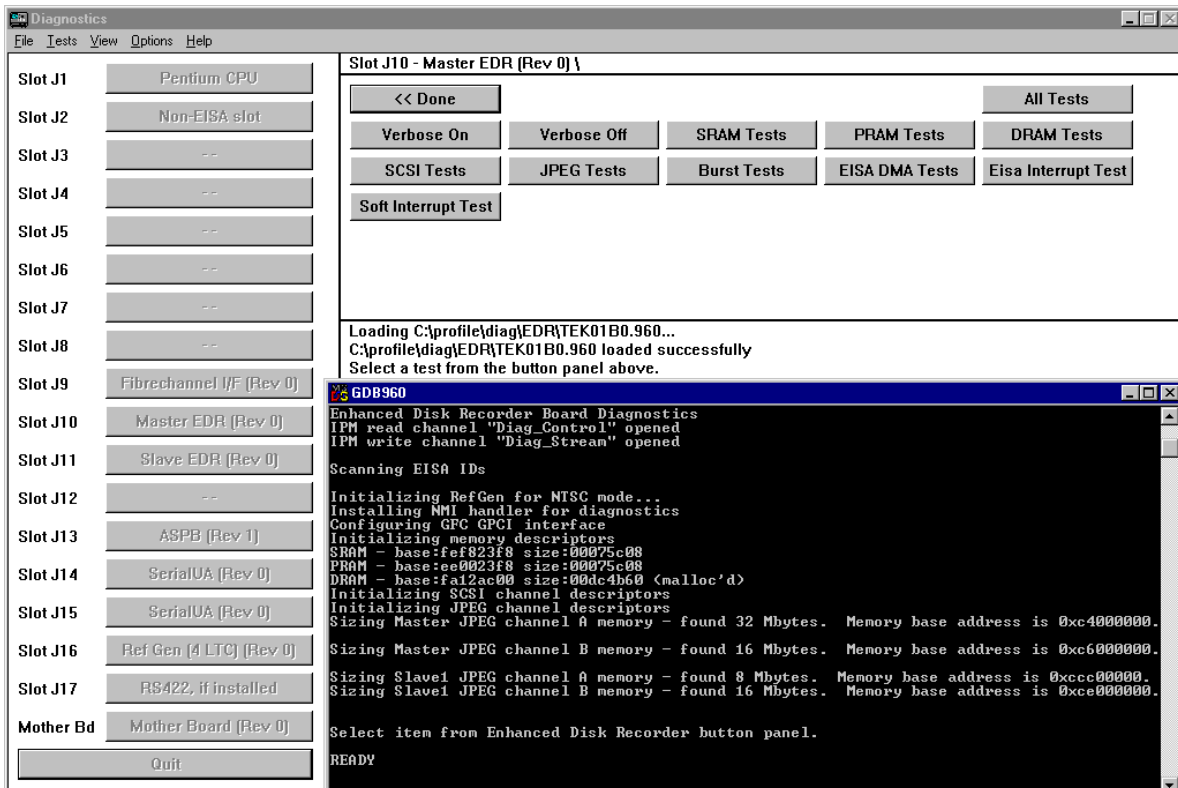 Diagnostics
File Tests View Options Help
Slot J1 Pentium CPU
Slot J2 Non-EISA slot
Slot J3 --
Slot J4 --
Slot J5 --
Slot J6 --
Slot J7 --
Slot J8 --
Slot J9 Fibrechannel I/F (Rev 0)
Slot J10 Master EDR (Rev 0)
Slot J11 Slave EDR (Rev 0)
Slot J12 --
Slot J13 ASPB (Rev 1)
Slot J14 SerialUA (Rev 0)
Slot J15 SerialUA (Rev 0)
Slot J16 Ref Gen (4 LTC) (Rev 0)
Slot J17 RS422, if installed
Mother Bd Mother Board (Rev 0)
Quit
Slot J10 - Master EDR (Rev 0) \
<< Done All Tests
Verbose On Verbose Off SRAM Tests PRAM Tests DRAM Tests
SCSI Tests JPEG Tests Burst Tests EISA DMA Tests Eisa Interrupt Test
Soft Interrupt Test
Loading C:\profile\diag\EDR\TEK01B0.960...
C:\profile\diag\EDR\TEK01B0.960 loaded successfully
Select a test from the button panel above.
GDB960
Enhanced Disk Recorder Board Diagnostics
IPM read channel "Diag_Control" opened
IPM write channel "Diag_Stream" opened
Scanning EISA IDs
Initializing RefGen for NTSC mode...
Installing NMI handler for diagnostics
Configuring GFC GPCI interface
Initializing memory descriptors
SRAM - base:fef823f8 size:00075c08
PRAM - base:ee0023f8 size:00075c08
DRAM - base:fa12ac00 size:00dc4b60 (malloc'd)
Initializing SCSI channel descriptors
Initializing JPEG channel descriptors
Sizing Master JPEG channel A memory - found 32 Mbytes. Memory base address is 0xc4000000.
Sizing Master JPEG channel B memory - found 16 Mbytes. Memory base address is 0xc6000000.
Sizing Slave1 JPEG channel A memory - found 8 Mbytes. Memory base address is 0xccc00000.
Sizing Slave1 JPEG channel B memory - found 16 Mbytes. Memory base address is 0xce000000.
Select item from Enhanced Disk Recorder button panel.
READY